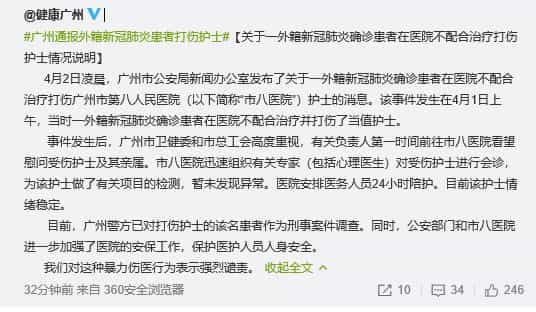 @健康广州
#广州通报外籍新冠肺炎患者打伤护士#【关于一外籍新冠肺炎确诊患者在医院不配合治疗打伤
护士情况说明】
4月2日凌晨，广州市公安局新闻办公室发布了关于一外籍新冠肺炎确诊患者在医院不配合
治疗打伤广州市第八人民医院（以下简称“市八医院”）护士的消息。该事件发生在4月1日上
午，当时一外籍新冠肺炎确诊患者在医院不配合治疗并打伤了当值护士。
事件发生后，广州市卫健委和市总工会高度重视，有关负责人第一时间前往市八医院看望
慰问受伤护士及其亲属。市八医院迅速组织有关专家（包括心理医生）对受伤护士进行会诊，
为该护士做了有关项目的检测，暂未发现异常。医院安排医务人员24小时陪护。目前该护士情
绪稳定。
目前，广州警方已对打伤护士的该名患者作为刑事案件调查。同时，公安部门和市八医院
进一步加强了医院的安保工作，保护医护人员人身安全。
我们对这种暴力伤医行为表示强烈谴责。 收起全文
32分钟前 来自 360安全浏览器 10 34 246